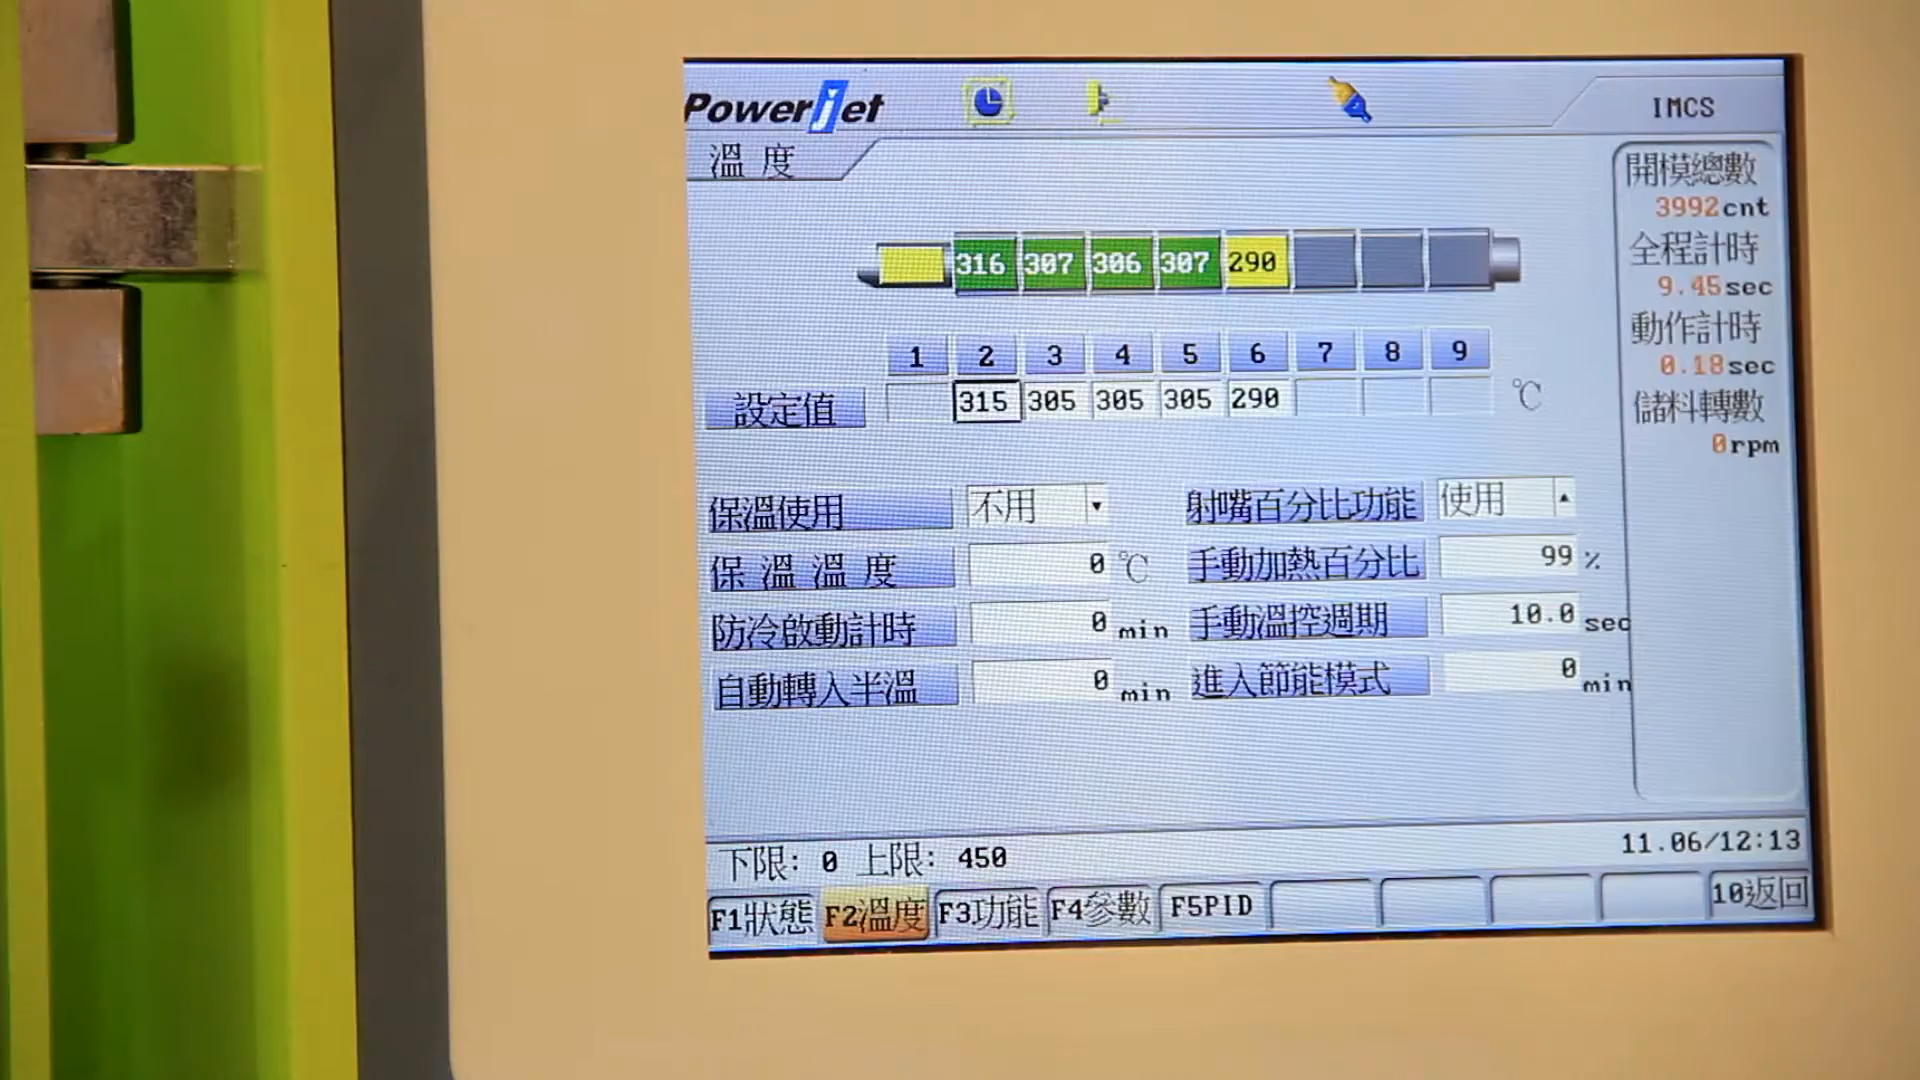 Powerjet
IMCS
溫 度
316 307 306 307 290
1 2 3 4 5 6 7 8 9
設定值 315 305 305 305 290 ℃
保溫使用 不用
射嘴百分比功能 使用
保 溫 溫 度 0 ℃
手動加熱百分比 99 %
防冷啟動計時 0 min
手動溫控週期 10.0 sec
自動轉入半溫 0 min
進入節能模式 0 min
開模總數
3992cnt
全程計時
9.45sec
動作計時
0.18sec
儲料轉數
0rpm
下限: 0 上限: 450
11.06/12:13
F1狀態 F2溫度 F3功能 F4參數 F5PID 10返回